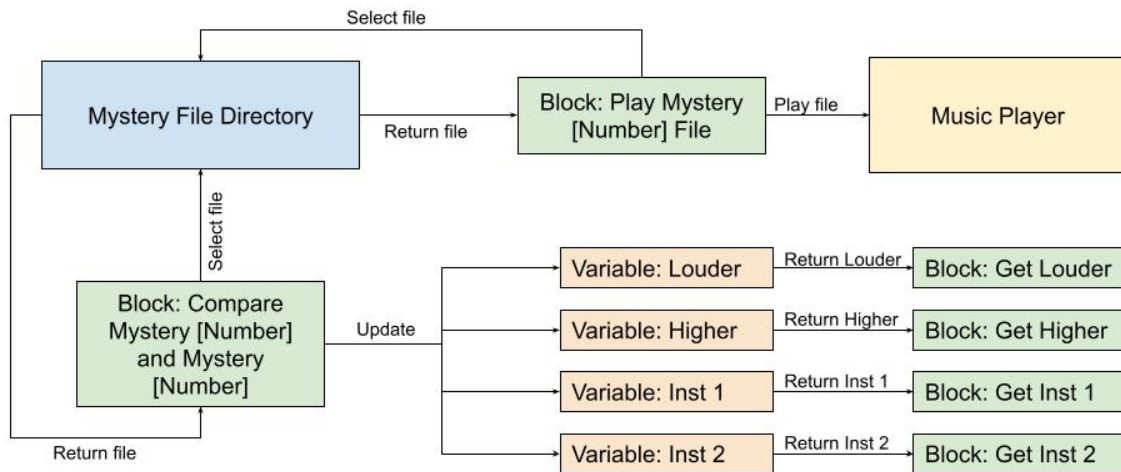 Select file
Mystery File Directory
Return file
Block: Play Mystery
[Number] File
Play file
Music Player
Select file
Block: Compare
Mystery [Number]
and Mystery
[Number]
Return file
Update
Variable: Louder
Return Louder
Block: Get Louder
Variable: Higher
Return Higher
Block: Get Higher
Variable: Inst 1
Return Inst 1
Block: Get Inst 1
Variable: Inst 2
Return Inst 2
Block: Get Inst 2